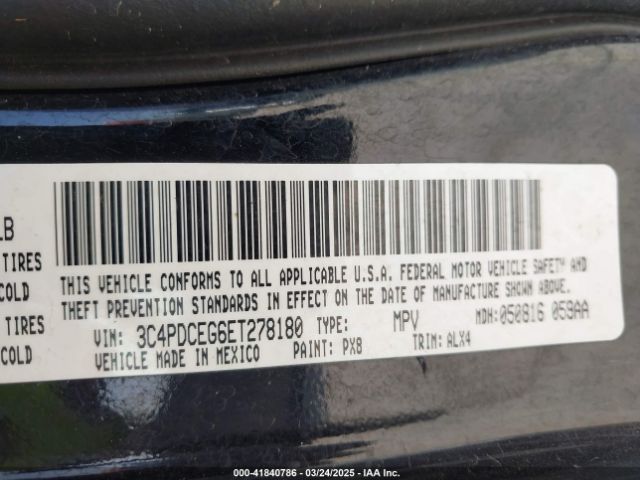 LB
TIRES
COLD
TIRES
COLD
THIS VEHICLE CONFORMS TO ALL APPLICABLE U.S.A. FEDERAL MOTOR VEHICLE SAFETY AND
THEFT PREVENTION STANDARDS IN EFFECT ON THE DATE OF MANUFACTURE SHOWN ABOVE.
VIN: 3C4PDCEG6ET278180 TYPE: MPV MDH:050816 059AA
VEHICLE MADE IN MEXICO PAINT: PX8 TRIM: ALX4
000-41840786 - 03/24/2025 - IAA Inc.